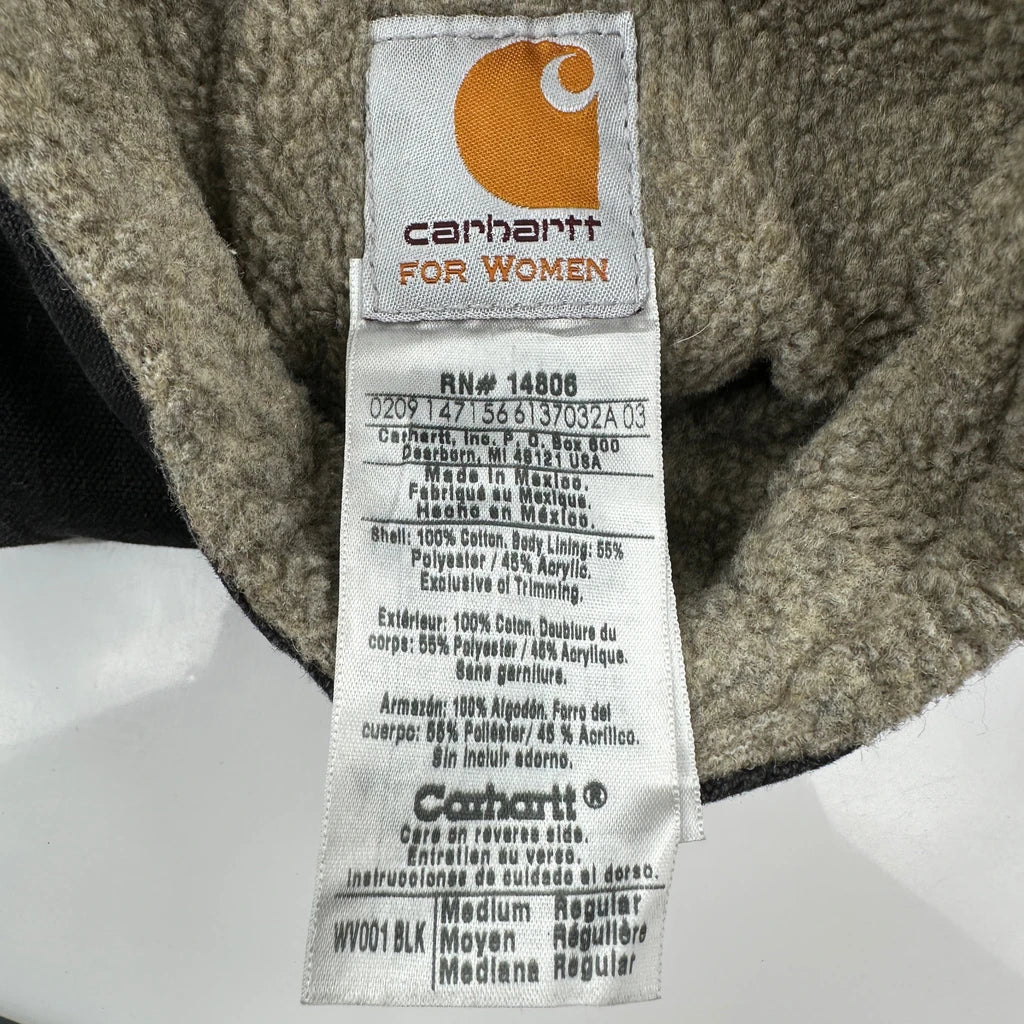 carhartt
FOR WOMEN
RN# 14806
0209 1471566137032A 03
Carhartt, Inc. P. O. Box 600
Dearborn, MI 48121 USA
Made in Mexico.
Fabriqué au Mexique.
Hecho en México.
Shell: 100% Cotton, Body Lining: 55%
Polyester / 45% Acrylic.
Exclusive of Trimming.
Extérieur: 100% Coton, Doublure du
corps: 55% Polyester / 45% Acrylique.
Sans garniture.
Armazón: 100% Algodón, Forro del
cuerpo: 55% Poliéster/ 45 % Acrílico.
Sin incluir adorno.
Carhartt®
Care on reverse side.
Entretien au verso.
Instrucciones de cuidado al dorso.
WV001 BLK
Medium Regular
Moyen Régulière
Mediana Regular